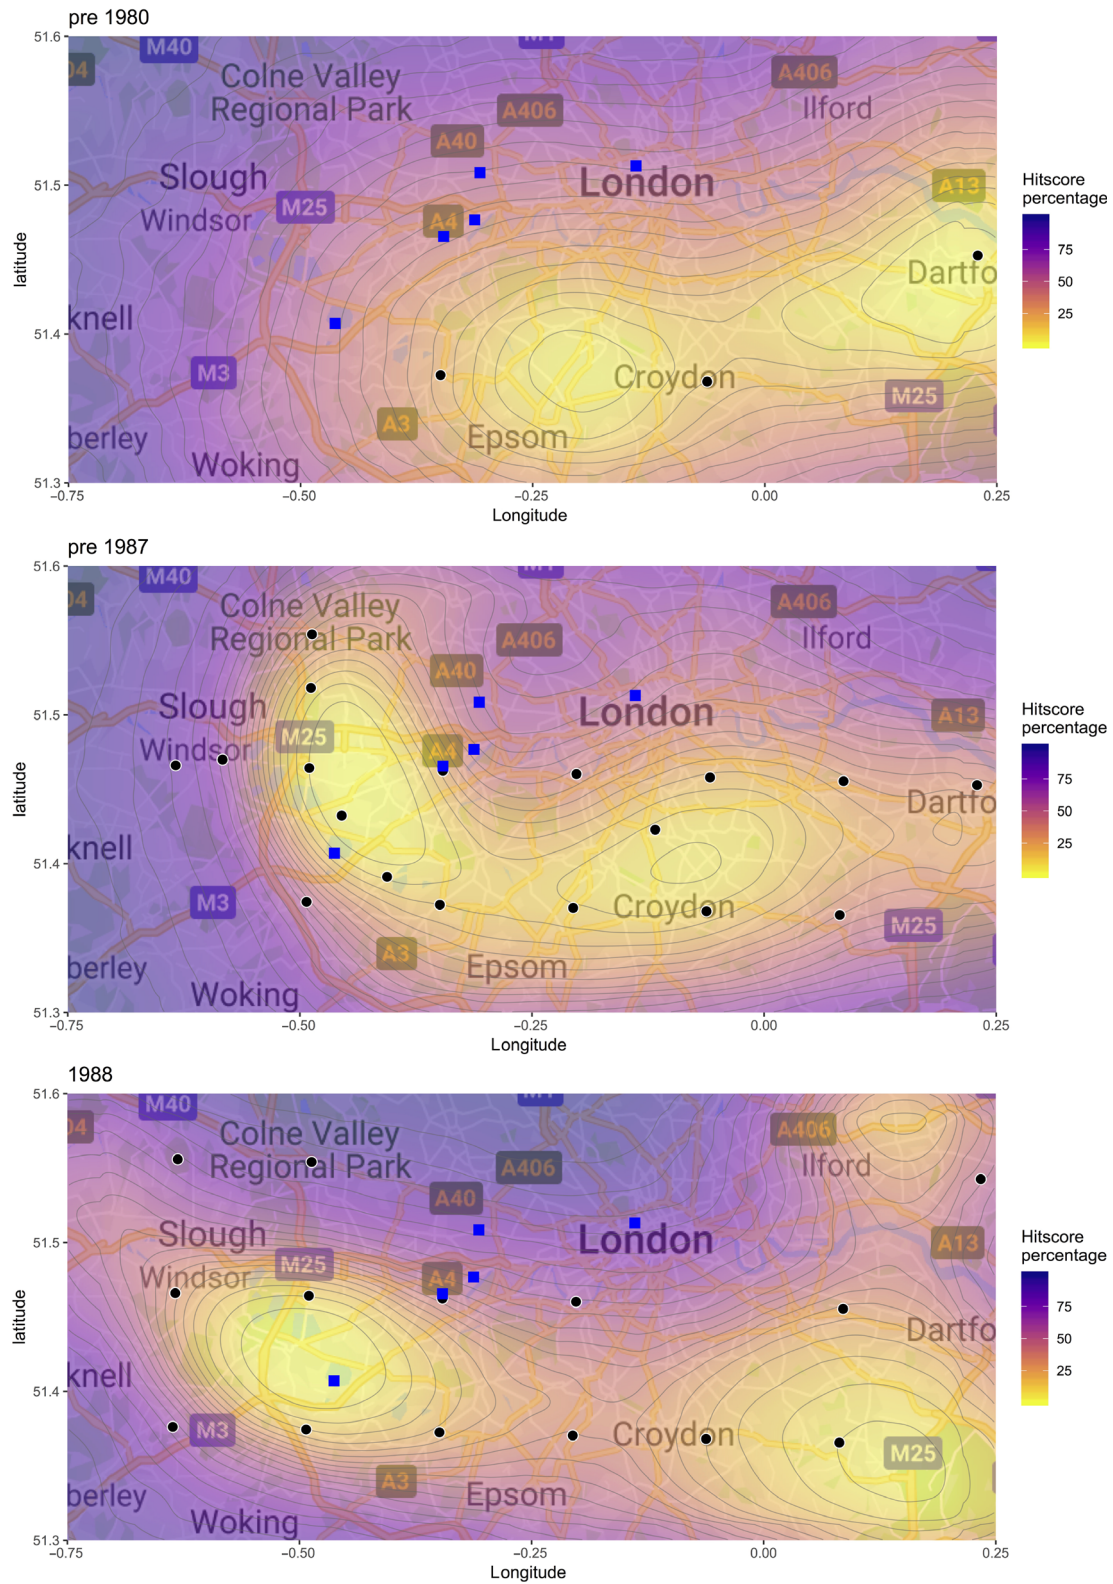 pre 1980
51.6
51.5
51.4
51.3
latitude
M40
04
M1
Colne Valley
Regional Park
A406
A406
Ilford
A40
Slough
London
A13
M25
Windsor
A4
Dartfo
knell
M3
Croydon
M25
A3
berley
Epsom
Woking
−0.75
−0.50
−0.25
0.00
0.25
Longitude
Hitscore
percentage
75
50
25
pre 1987
51.6
51.5
51.4
51.3
latitude
M40
04
M1
Colne Valley
Regional Park
A406
A406
Ilford
A40
Slough
London
A13
M25
Windsor
A4
Dartfo
knell
M3
Croydon
M25
A3
berley
Epsom
Woking
−0.75
−0.50
−0.25
0.00
0.25
Longitude
Hitscore
percentage
75
50
25
1988
51.6
51.5
51.4
51.3
latitude
M40
04
M1
Colne Valley
Regional Park
A406
A406
Ilford
A40
Slough
London
A13
M25
Windsor
A4
Dartfo
knell
M3
Croydon
M25
A3
berley
Epsom
Woking
−0.75
−0.50
−0.25
0.00
0.25
Longitude
Hitscore
percentage
75
50
25